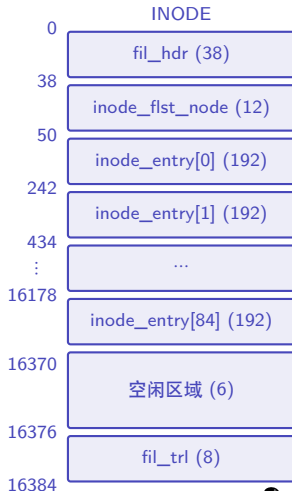 INODE
0
fil_hdr (38)
38
inode_flst_node (12)
50
inode_entry[0] (192)
242
inode_entry[1] (192)
434
⋮
...
16178
inode_entry[84] (192)
16370
空闲区域 (6)
16376
fil_trl (8)
16384